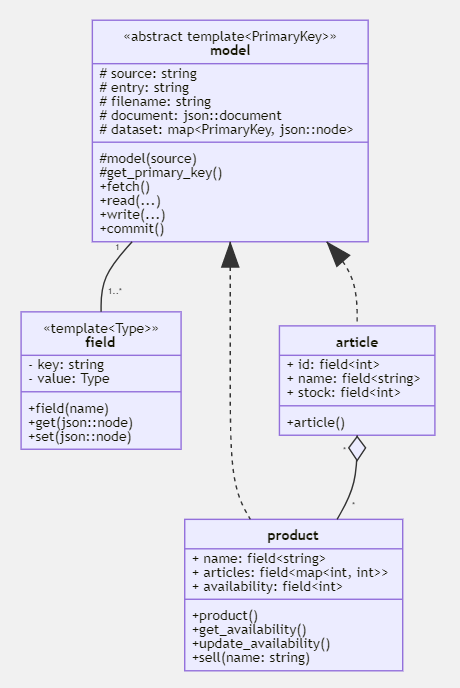 «abstract template<PrimaryKey>»
model
# source: string
# entry: string
# filename: string
# document: json::document
# dataset: map<PrimaryKey, json::node>
#model(source)
#get_primary_key()
+fetch()
+read(...)
+write(...)
+commit()
1
1..*
«template<Type>»
field
- key: string
- value: Type
+field(name)
+get(json::node)
+set(json::node)
article
+ id: field<int>
+ name: field<string>
+ stock: field<int>
+article()
*
*
product
+ name: field<string>
+ articles: field<map<int, int>>
+ availability: field<int>
+product()
+get_availability()
+update_availability()
+sell(name: string)